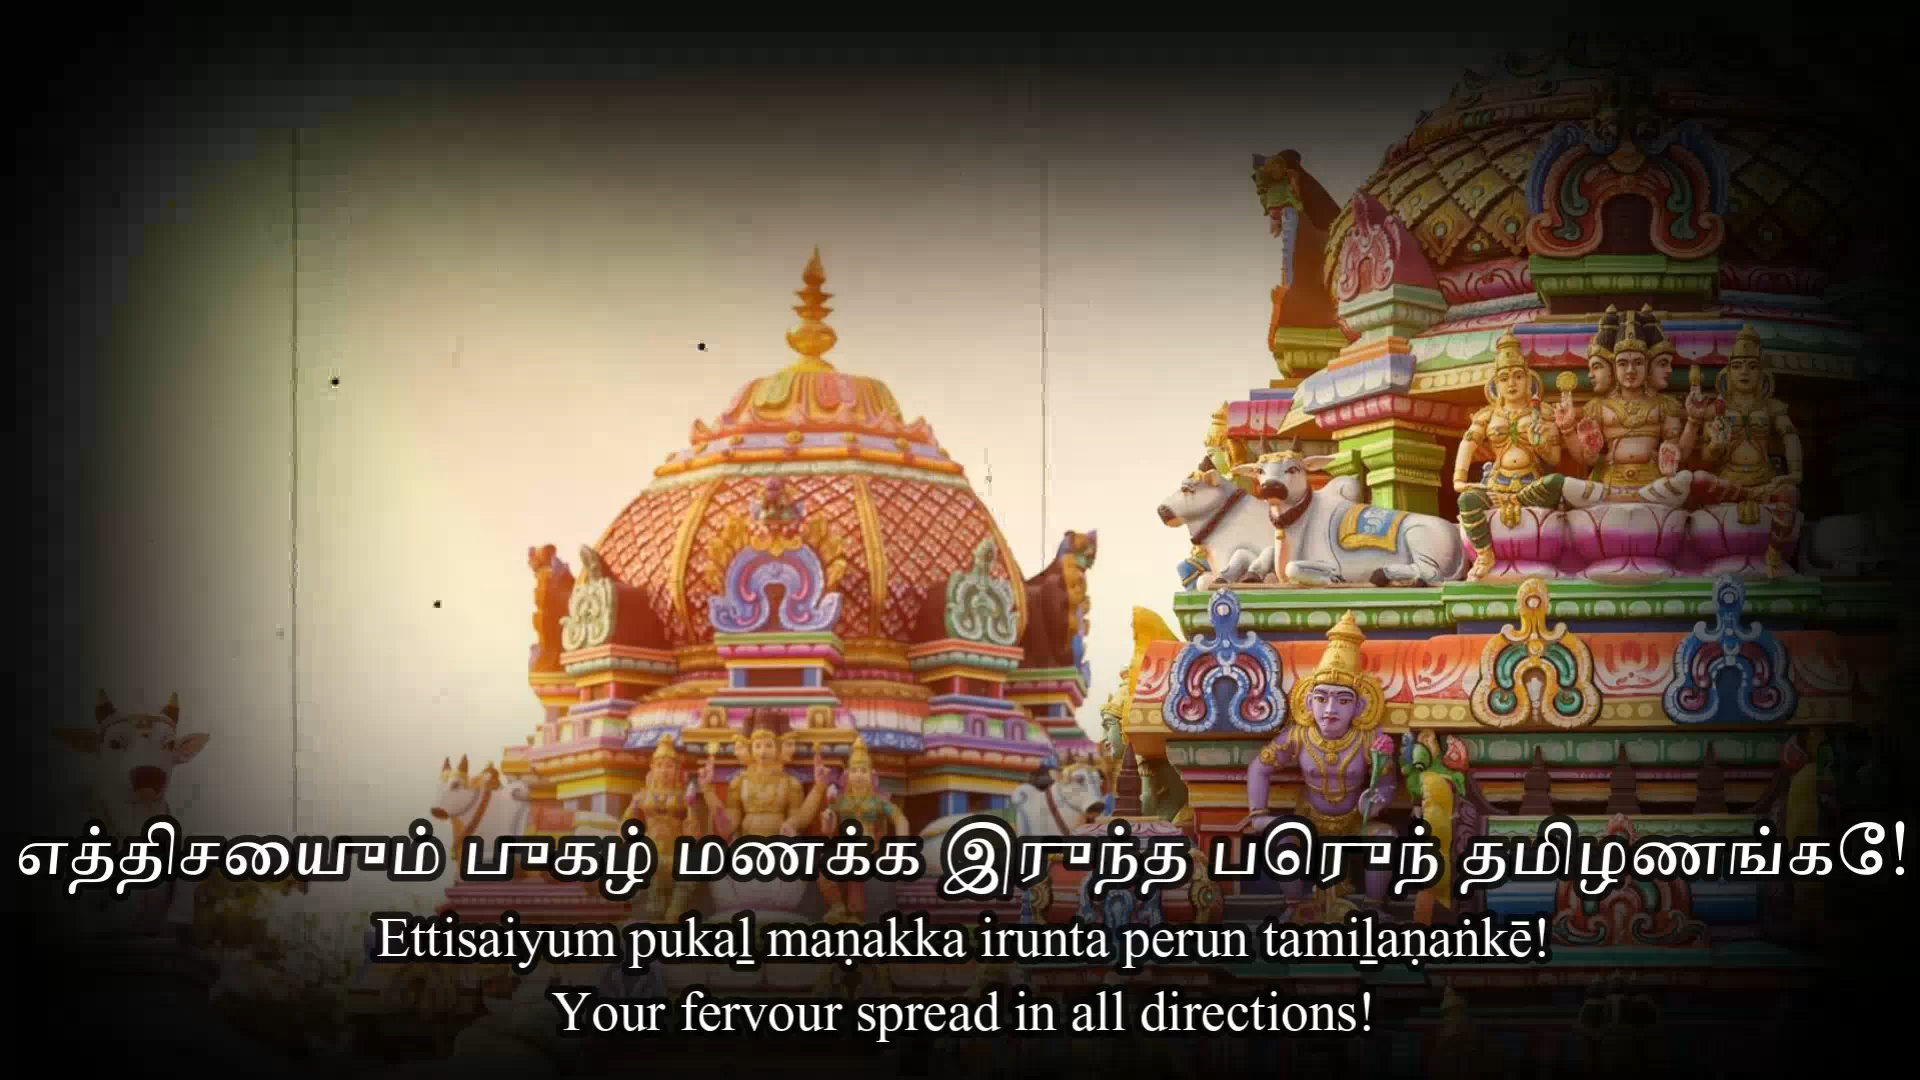 எத்திசையும் புகழ் மணக்க இருந்த பெருந் தமிழணங்கே!
Ettisaiyum pukaḻ maṇakka irunta perun tamiḻaṇaṅkē!
Your fervour spread in all directions!